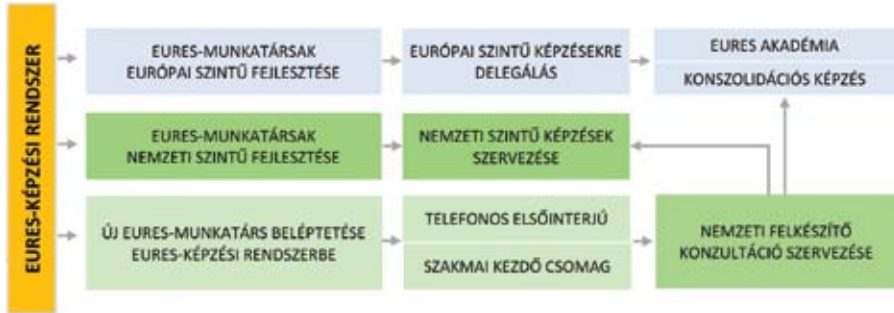 EURES-KÉPZÉSI RENDSZER
EURES-MUNKATÁRSAK
EURÓPAI SZINTŰ FEJLESZTÉSE
EURÓPAI SZINTŰ KÉPZÉSEKRE
DELEGÁLÁS
EURES AKADÉMIA
KONSZOLIDÁCIÓS KÉPZÉS
EURES-MUNKATÁRSAK
NEMZETI SZINTŰ FEJLESZTÉSE
NEMZETI SZINTŰ KÉPZÉSEK
SZERVEZÉSE
ÚJ EURES-MUNKATÁRS BELÉPTETÉSE
EURES-KÉPZÉSI RENDSZERBE
TELEFONOS ELSŐINTERJÚ
SZAKMAI KEZDŐ CSOMAG
NEMZETI FELKÉSZÍTŐ
KONZULTÁCIÓ SZERVEZÉSE